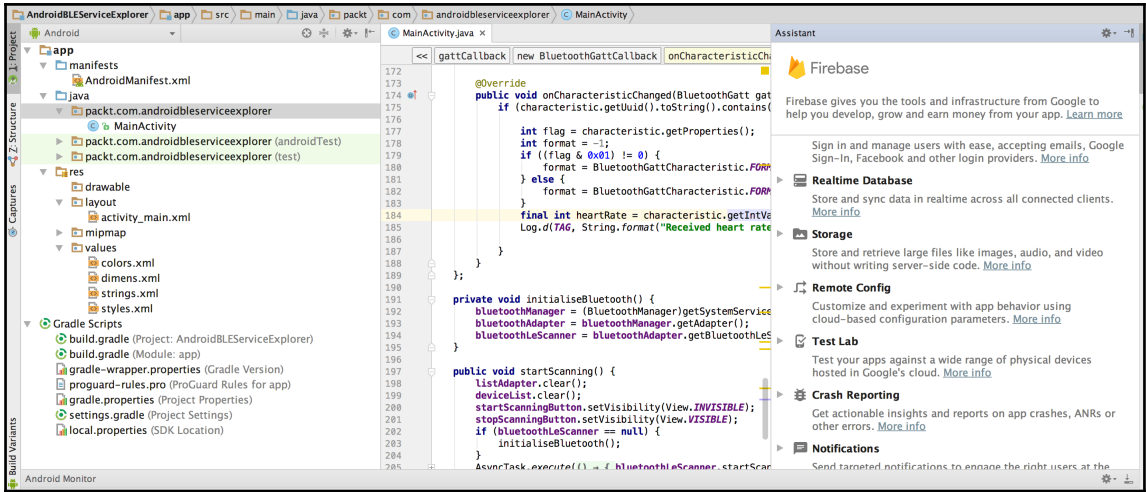 AndroidBLEServiceExplorer app src main java packt com androidbleserviceexplorer MainActivity
1: Project
Z: Structure
Captures
Build Variants
Android
app
manifests
AndroidManifest.xml
java
packt.com.androidbleserviceexplorer
MainActivity
packt.com.androidbleserviceexplorer (androidTest)
packt.com.androidbleserviceexplorer (test)
res
drawable
layout
activity_main.xml
mipmap
values
colors.xml
dimens.xml
strings.xml
styles.xml
Gradle Scripts
build.gradle (Project: AndroidBLEServiceExplorer)
build.gradle (Module: app)
gradle-wrapper.properties (Gradle Version)
proguard-rules.pro (ProGuard Rules for app)
gradle.properties (Project Properties)
settings.gradle (Project Settings)
local.properties (SDK Location)
MainActivity.java ×
<< gattCallback new BluetoothGattCallback onCharacteristicCha
172
173 @Override
174 public void onCharacteristicChanged(BluetoothGatt gat
175 if (characteristic.getUuid().toString().contains(
176
177 int flag = characteristic.getProperties();
178 int format = -1;
179 if ((flag & 0x01) != 0) {
180 format = BluetoothGattCharacteristic.FORM
181 } else {
182 format = BluetoothGattCharacteristic.FORM
183 }
184 final int heartRate = characteristic.getIntVa
185 Log.d(TAG, String.format("Received heart rate
186
187 }
188 }
189 };
190
191 private void initialiseBluetooth() {
192 bluetoothManager = (BluetoothManager)getSystemService
193 bluetoothAdapter = bluetoothManager.getAdapter();
194 bluetoothLeScanner = bluetoothAdapter.getBluetoothLeS
195 }
196
197 public void startScanning() {
198 listAdapter.clear();
199 deviceList.clear();
200 startScanningButton.setVisibility(View.INVISIBLE);
201 stopScanningButton.setVisibility(View.VISIBLE);
202 if (bluetoothLeScanner == null) {
203 initialiseBluetooth();
204 }
205 AsyncTask.execute(() → { bluetoothLeScanner.startScan
Assistant
Firebase
Firebase gives you the tools and infrastructure from Google to
help you develop, grow and earn money from your app. Learn more
Sign in and manage users with ease, accepting emails, Google
Sign-In, Facebook and other login providers. More info
Realtime Database
Store and sync data in realtime across all connected clients.
More info
Storage
Store and retrieve large files like images, audio, and video
without writing server-side code. More info
Remote Config
Customize and experiment with app behavior using
cloud-based configuration parameters. More info
Test Lab
Test your apps against a wide range of physical devices
hosted in Google's cloud. More info
Crash Reporting
Get actionable insights and reports on app crashes, ANRs or
other errors. More info
Notifications
Send targeted notifications to engage the right users at the
Android Monitor